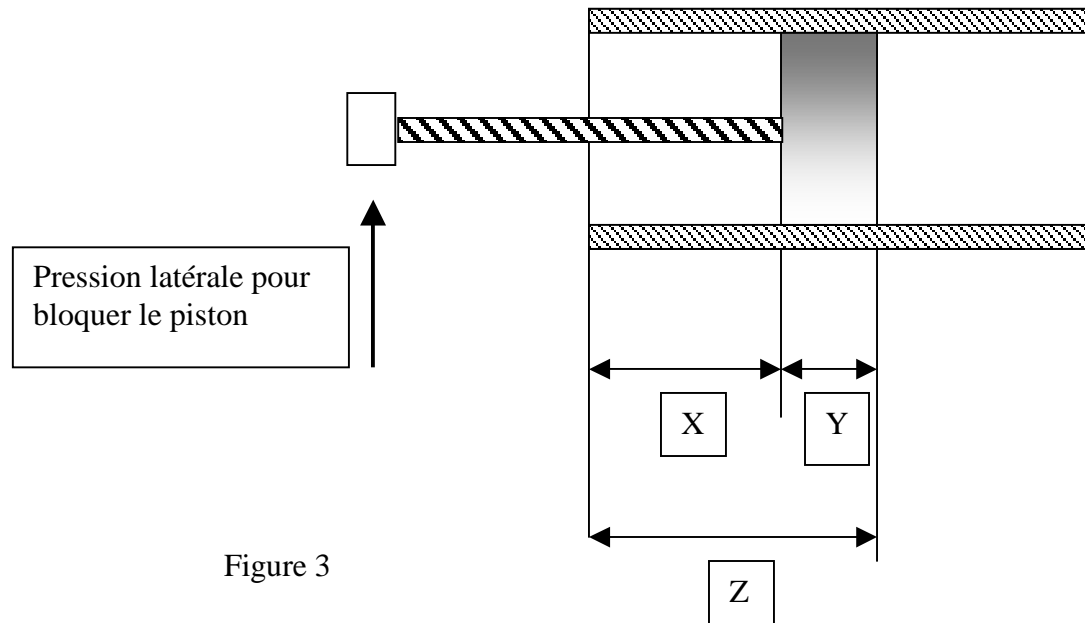 Pression latérale pour
bloquer le piston
X
Y
Figure 3
Z